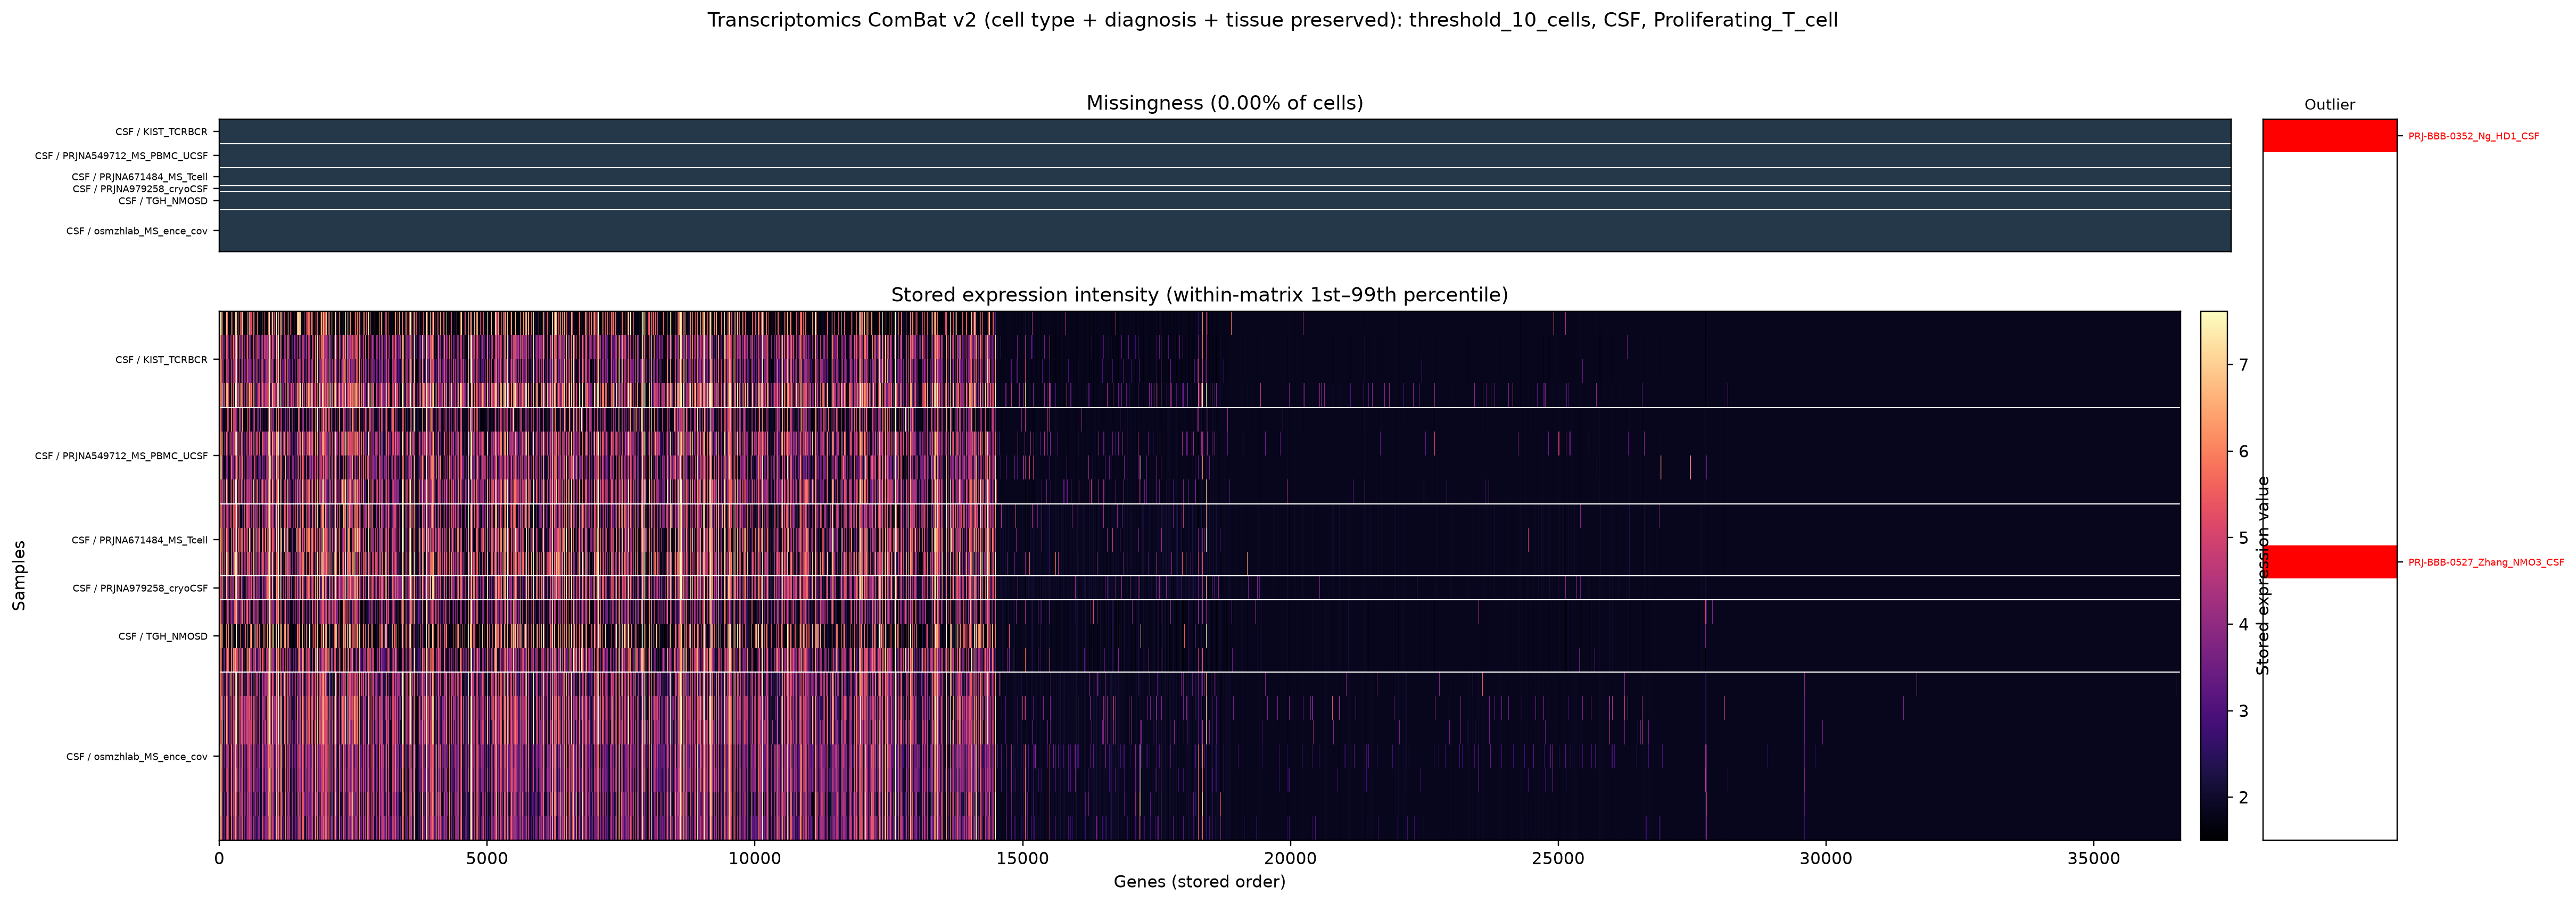 Transcriptomics ComBat v2 (cell type + diagnosis + tissue preserved): threshold_10_cells, CSF, Proliferating_T_cell
Missingness (0.00% of cells)
Outlier
CSF / KIST_TCRBCR
CSF / PRJNA549712_MS_PBMC_UCSF
CSF / PRJNA671484_MS_Tcell
CSF / PRJNA979258_cryoCSF
CSF / TGH_NMOSD
CSF / osmzhlab_MS_ence_cov
PRJ-BBB-0352_Ng_HD1_CSF
PRJ-BBB-0527_Zhang_NMO3_CSF
Stored expression intensity (within-matrix 1st–99th percentile)
Samples
CSF / KIST_TCRBCR
CSF / PRJNA549712_MS_PBMC_UCSF
CSF / PRJNA671484_MS_Tcell
CSF / PRJNA979258_cryoCSF
CSF / TGH_NMOSD
CSF / osmzhlab_MS_ence_cov
7
6
5
4
3
2
Stored expression value
0 5000 10000 15000 20000 25000 30000 35000
Genes (stored order)